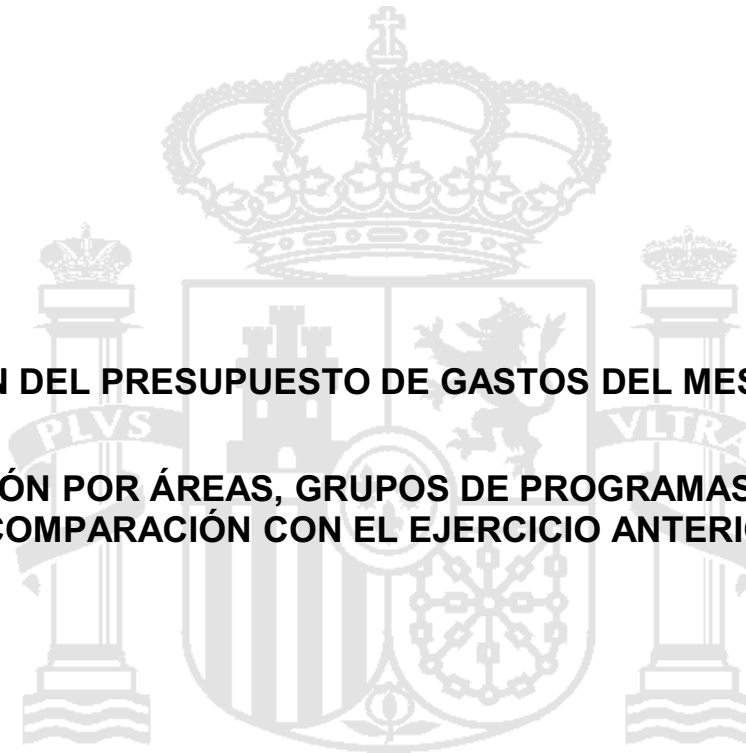 N DEL PRESUPUESTO DE GASTOS DEL MES
PLVS
VLTRA
ÓN POR ÁREAS, GRUPOS DE PROGRAMAS
COMPARACIÓN CON EL EJERCICIO ANTERIO